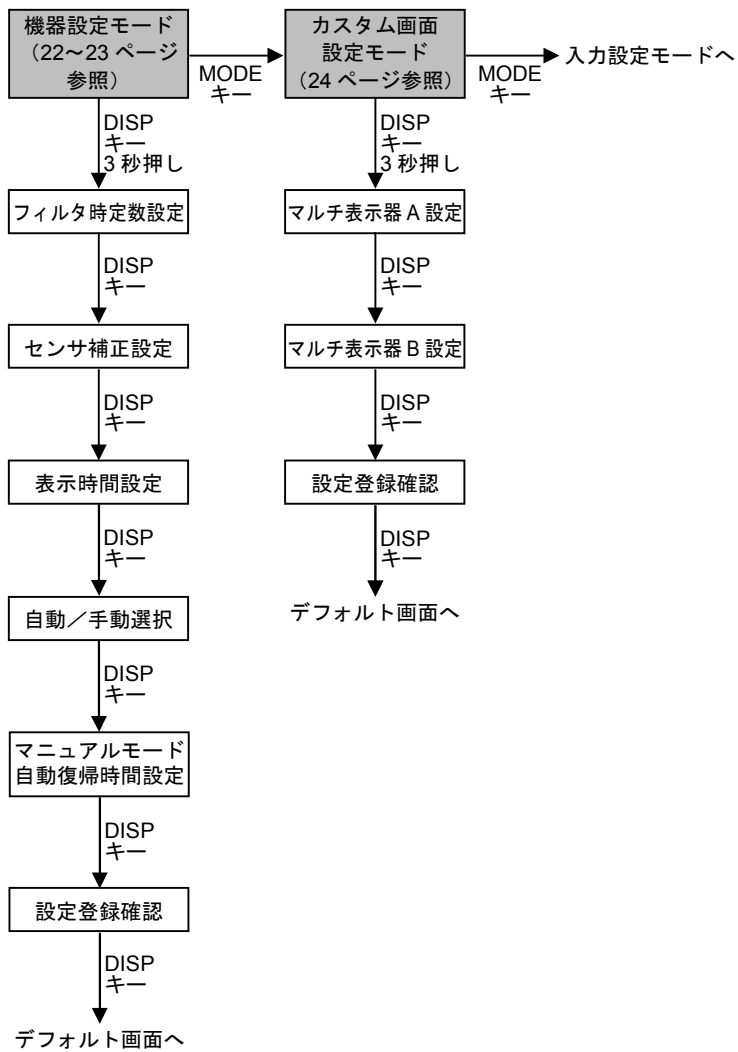 機器設定モード
（22～23 ページ
参照）
MODE
キー
カスタム画面
設定モード
（24 ページ参照）
MODE
キー
入力設定モードへ
DISP
キー
3 秒押し
フィルタ時定数設定
DISP
キー
センサ補正設定
DISP
キー
表示時間設定
DISP
キー
自動／手動選択
DISP
キー
マニュアルモード
自動復帰時間設定
DISP
キー
設定登録確認
DISP
キー
デフォルト画面へ
DISP
キー
3 秒押し
マルチ表示器 A 設定
DISP
キー
マルチ表示器 B 設定
DISP
キー
設定登録確認
DISP
キー
デフォルト画面へ